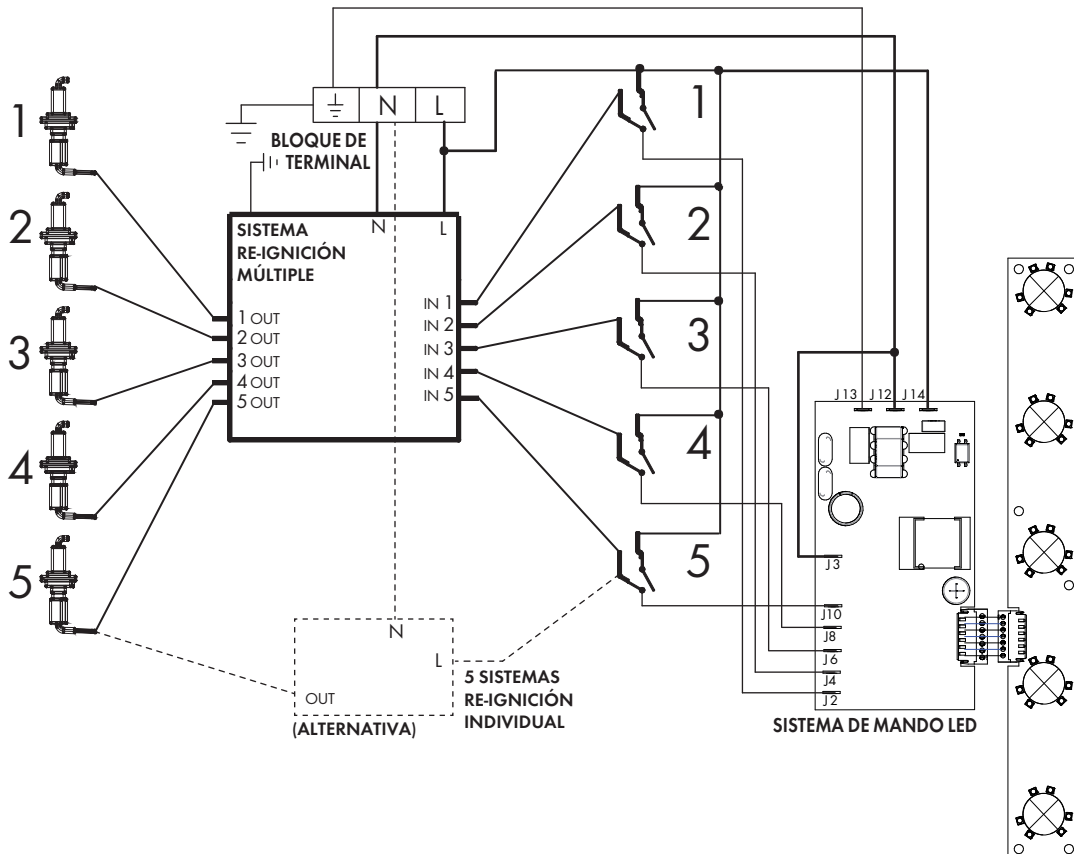 1
2
3
4
5
N
L
BLOQUE DE
TERMINAL
SISTEMA
RE-IGNICIÓN
MÚLTIPLE
N
L
1 OUT
2 OUT
3 OUT
4 OUT
5 OUT
IN 1
IN 2
IN 3
IN 4
IN 5
1
2
3
4
5
N
L
OUT
(ALTERNATIVA)
5 SISTEMAS
RE-IGNICIÓN
INDIVIDUAL
J13 J12 J14
J3
J10
J8
J6
J4
J2
SISTEMA DE MANDO LED